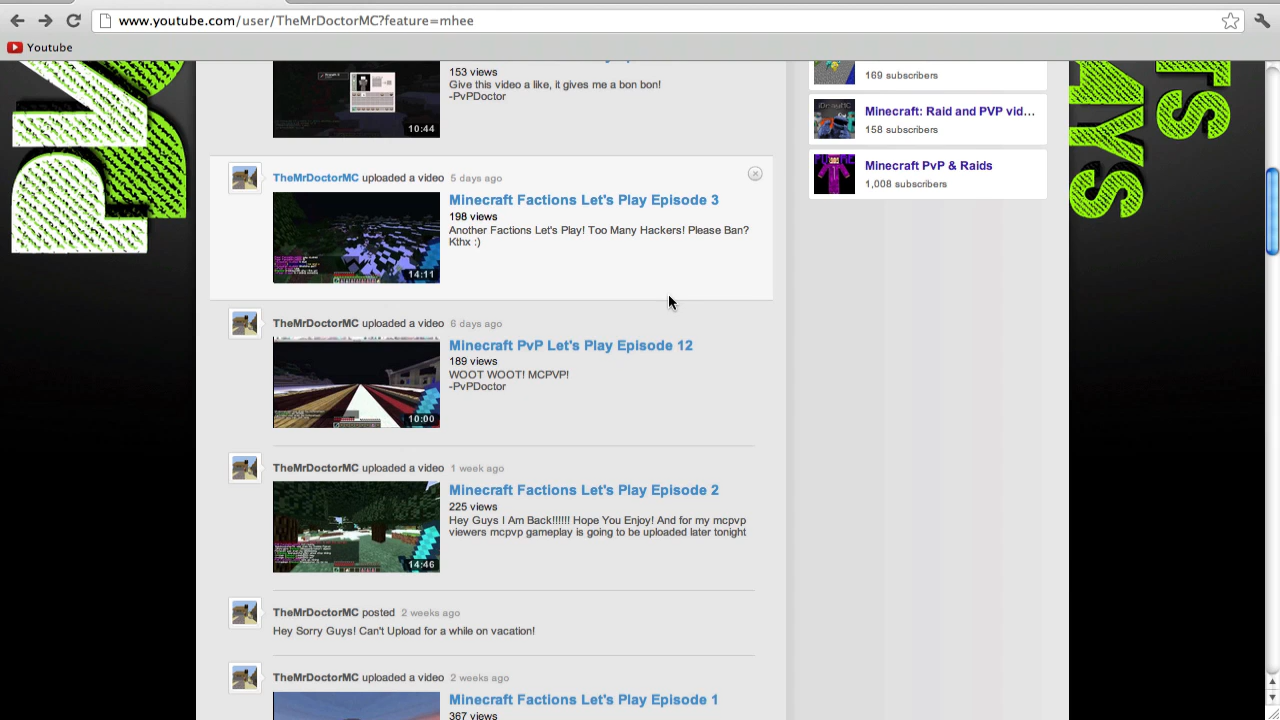 www.youtube.com/user/TheMrDoctorMC?feature=mhee
Youtube
153 views
Give this video a like, it gives me a bon bon!
-PvPDoctor
10:44
TheMrDoctorMC uploaded a video 5 days ago
Minecraft Factions Let's Play Episode 3
198 views
Another Factions Let's Play! Too Many Hackers! Please Ban?
Kthx :)
14:11
TheMrDoctorMC uploaded a video 6 days ago
Minecraft PvP Let's Play Episode 12
189 views
WOOT WOOT! MCPVP!
-PvPDoctor
10:00
TheMrDoctorMC uploaded a video 1 week ago
Minecraft Factions Let's Play Episode 2
225 views
Hey Guys I Am Back!!!!!! Hope You Enjoy! And for my mcpvp
viewers mcpvp gameplay is going to be uploaded later tonight
14:46
TheMrDoctorMC posted 2 weeks ago
Hey Sorry Guys! Can't Upload for a while on vacation!
TheMrDoctorMC uploaded a video 2 weeks ago
Minecraft Factions Let's Play Episode 1
367 views
169 subscribers
Minecraft: Raid and PVP vid...
158 subscribers
Minecraft PvP & Raids
1,008 subscribers